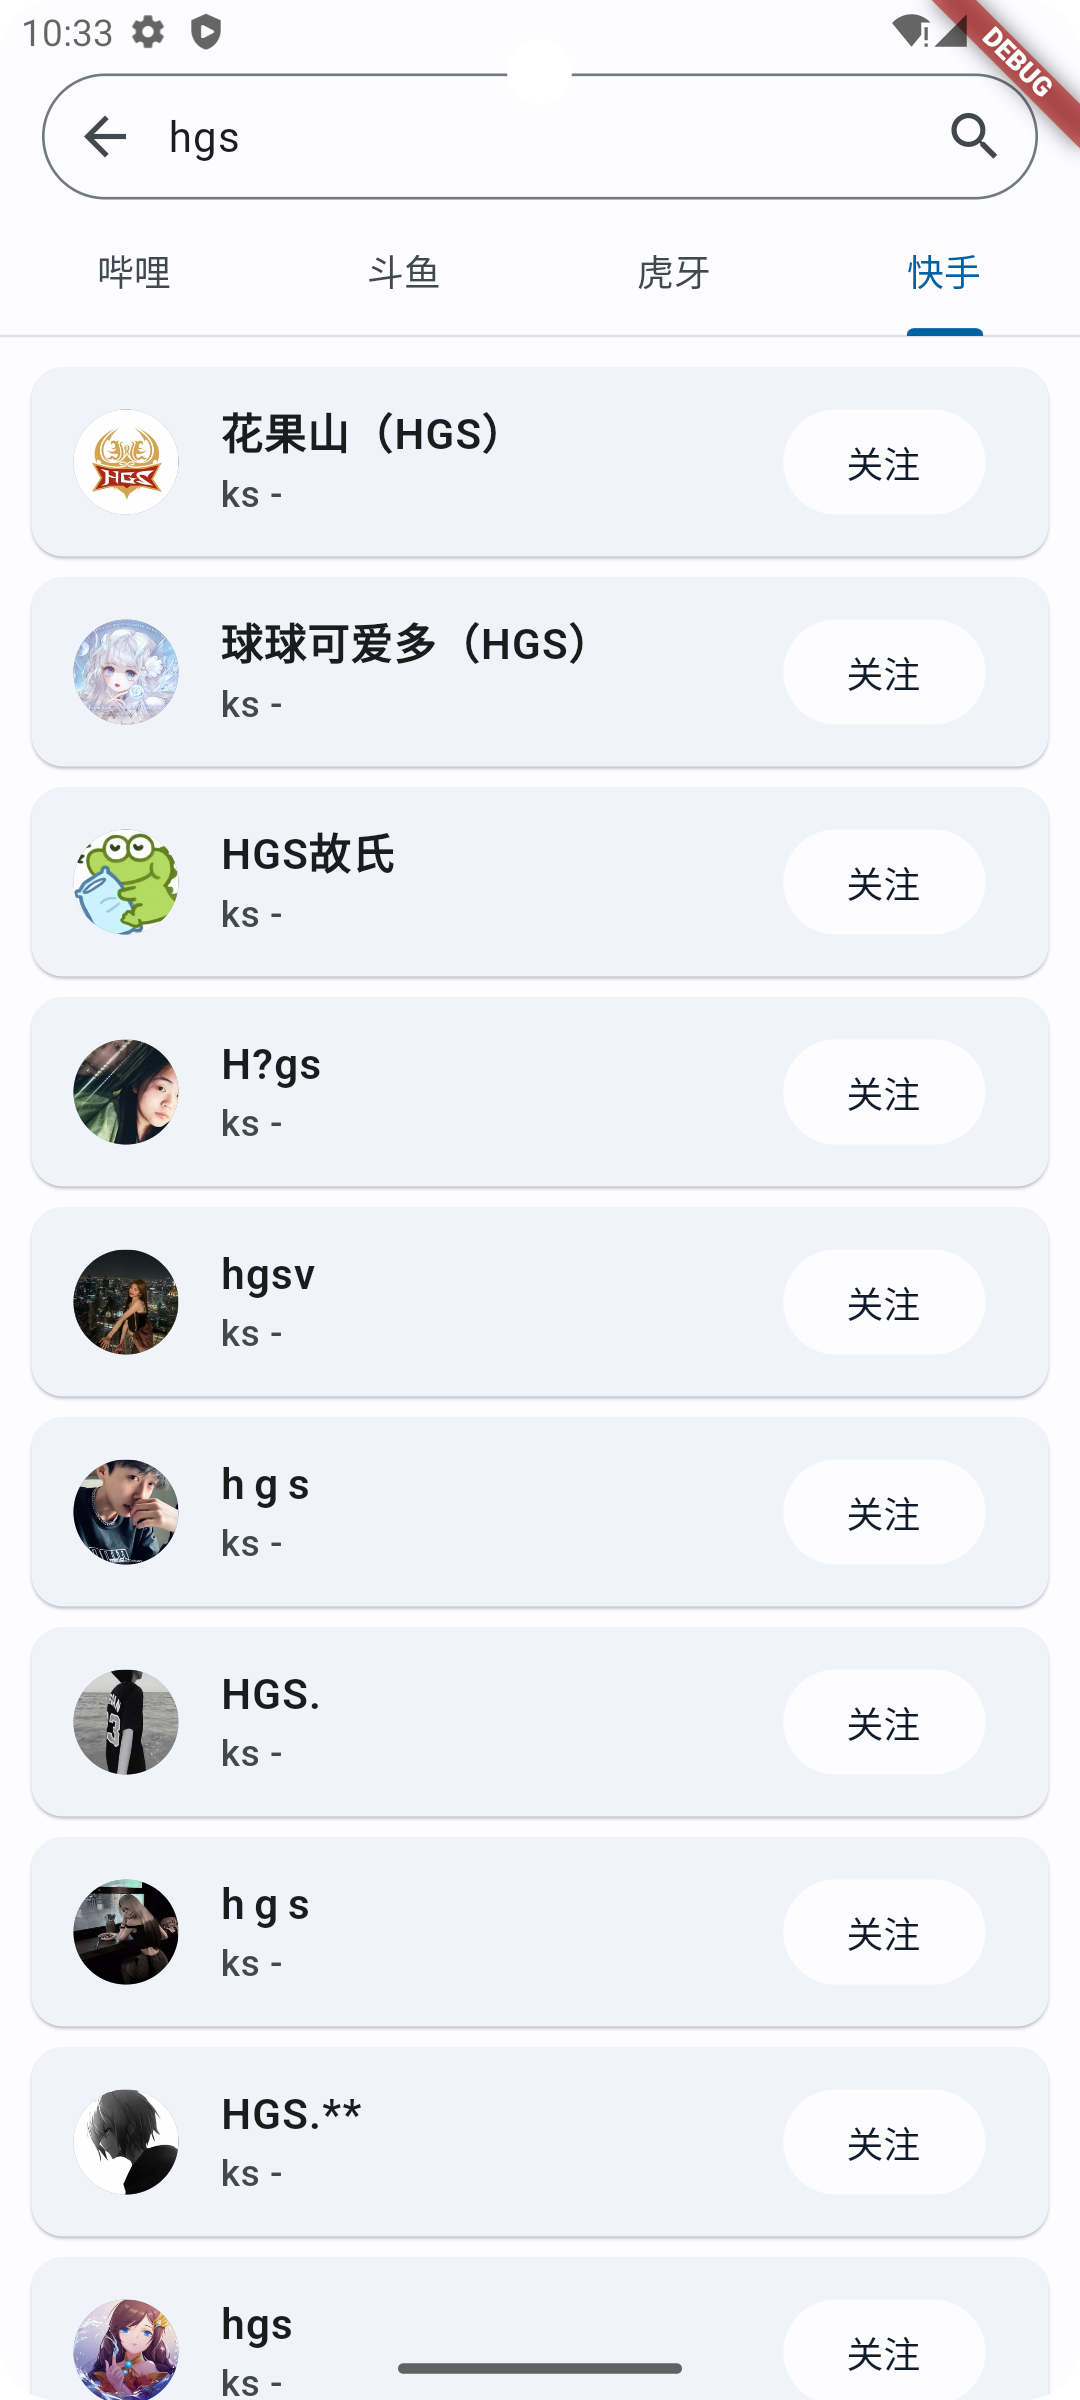 10:33
DEBUG
hgs
哔哩 斗鱼 虎牙 快手
花果山（HGS）
ks -
关注
HGS
球球可爱多（HGS）
ks -
关注
HGS故氏
ks -
关注
H?gs
ks -
关注
hgsv
ks -
关注
h g s
ks -
关注
HGS.
ks -
关注
h g s
ks -
关注
HGS.**
ks -
关注
hgs
ks -
关注